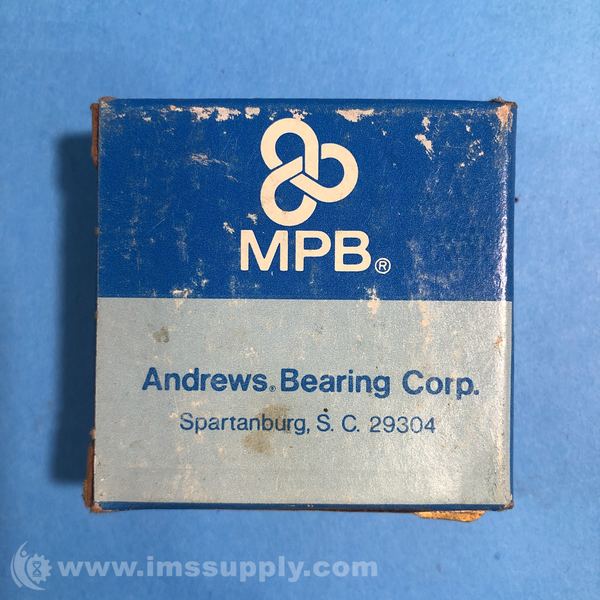 MPB®
Andrews® Bearing Corp.
Spartanburg, S. C. 29304
www.imssupply.com